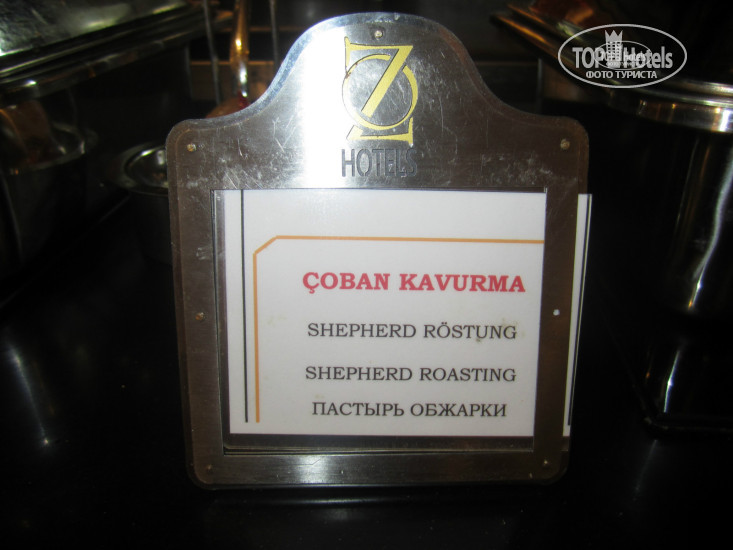 TOP Hotels
ФОТО ТУРИСТА
OZ
HOTELS
ÇOBAN KAVURMA
SHEPHERD RÖSTUNG
SHEPHERD ROASTING
ПАСТЫРЬ ОБЖАРКИ